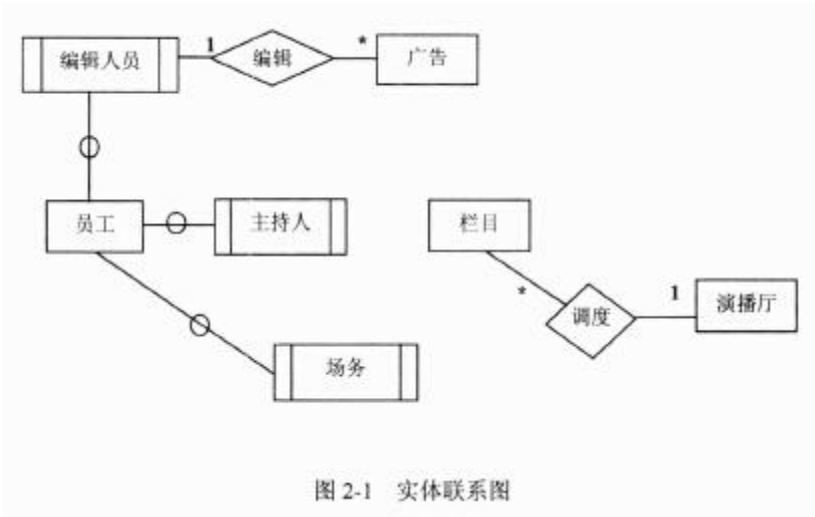 编辑人员 1 编辑 * 广告
员工 主持人 栏目
* 调度 1 演播厅
场务
图 2-1 实体联系图